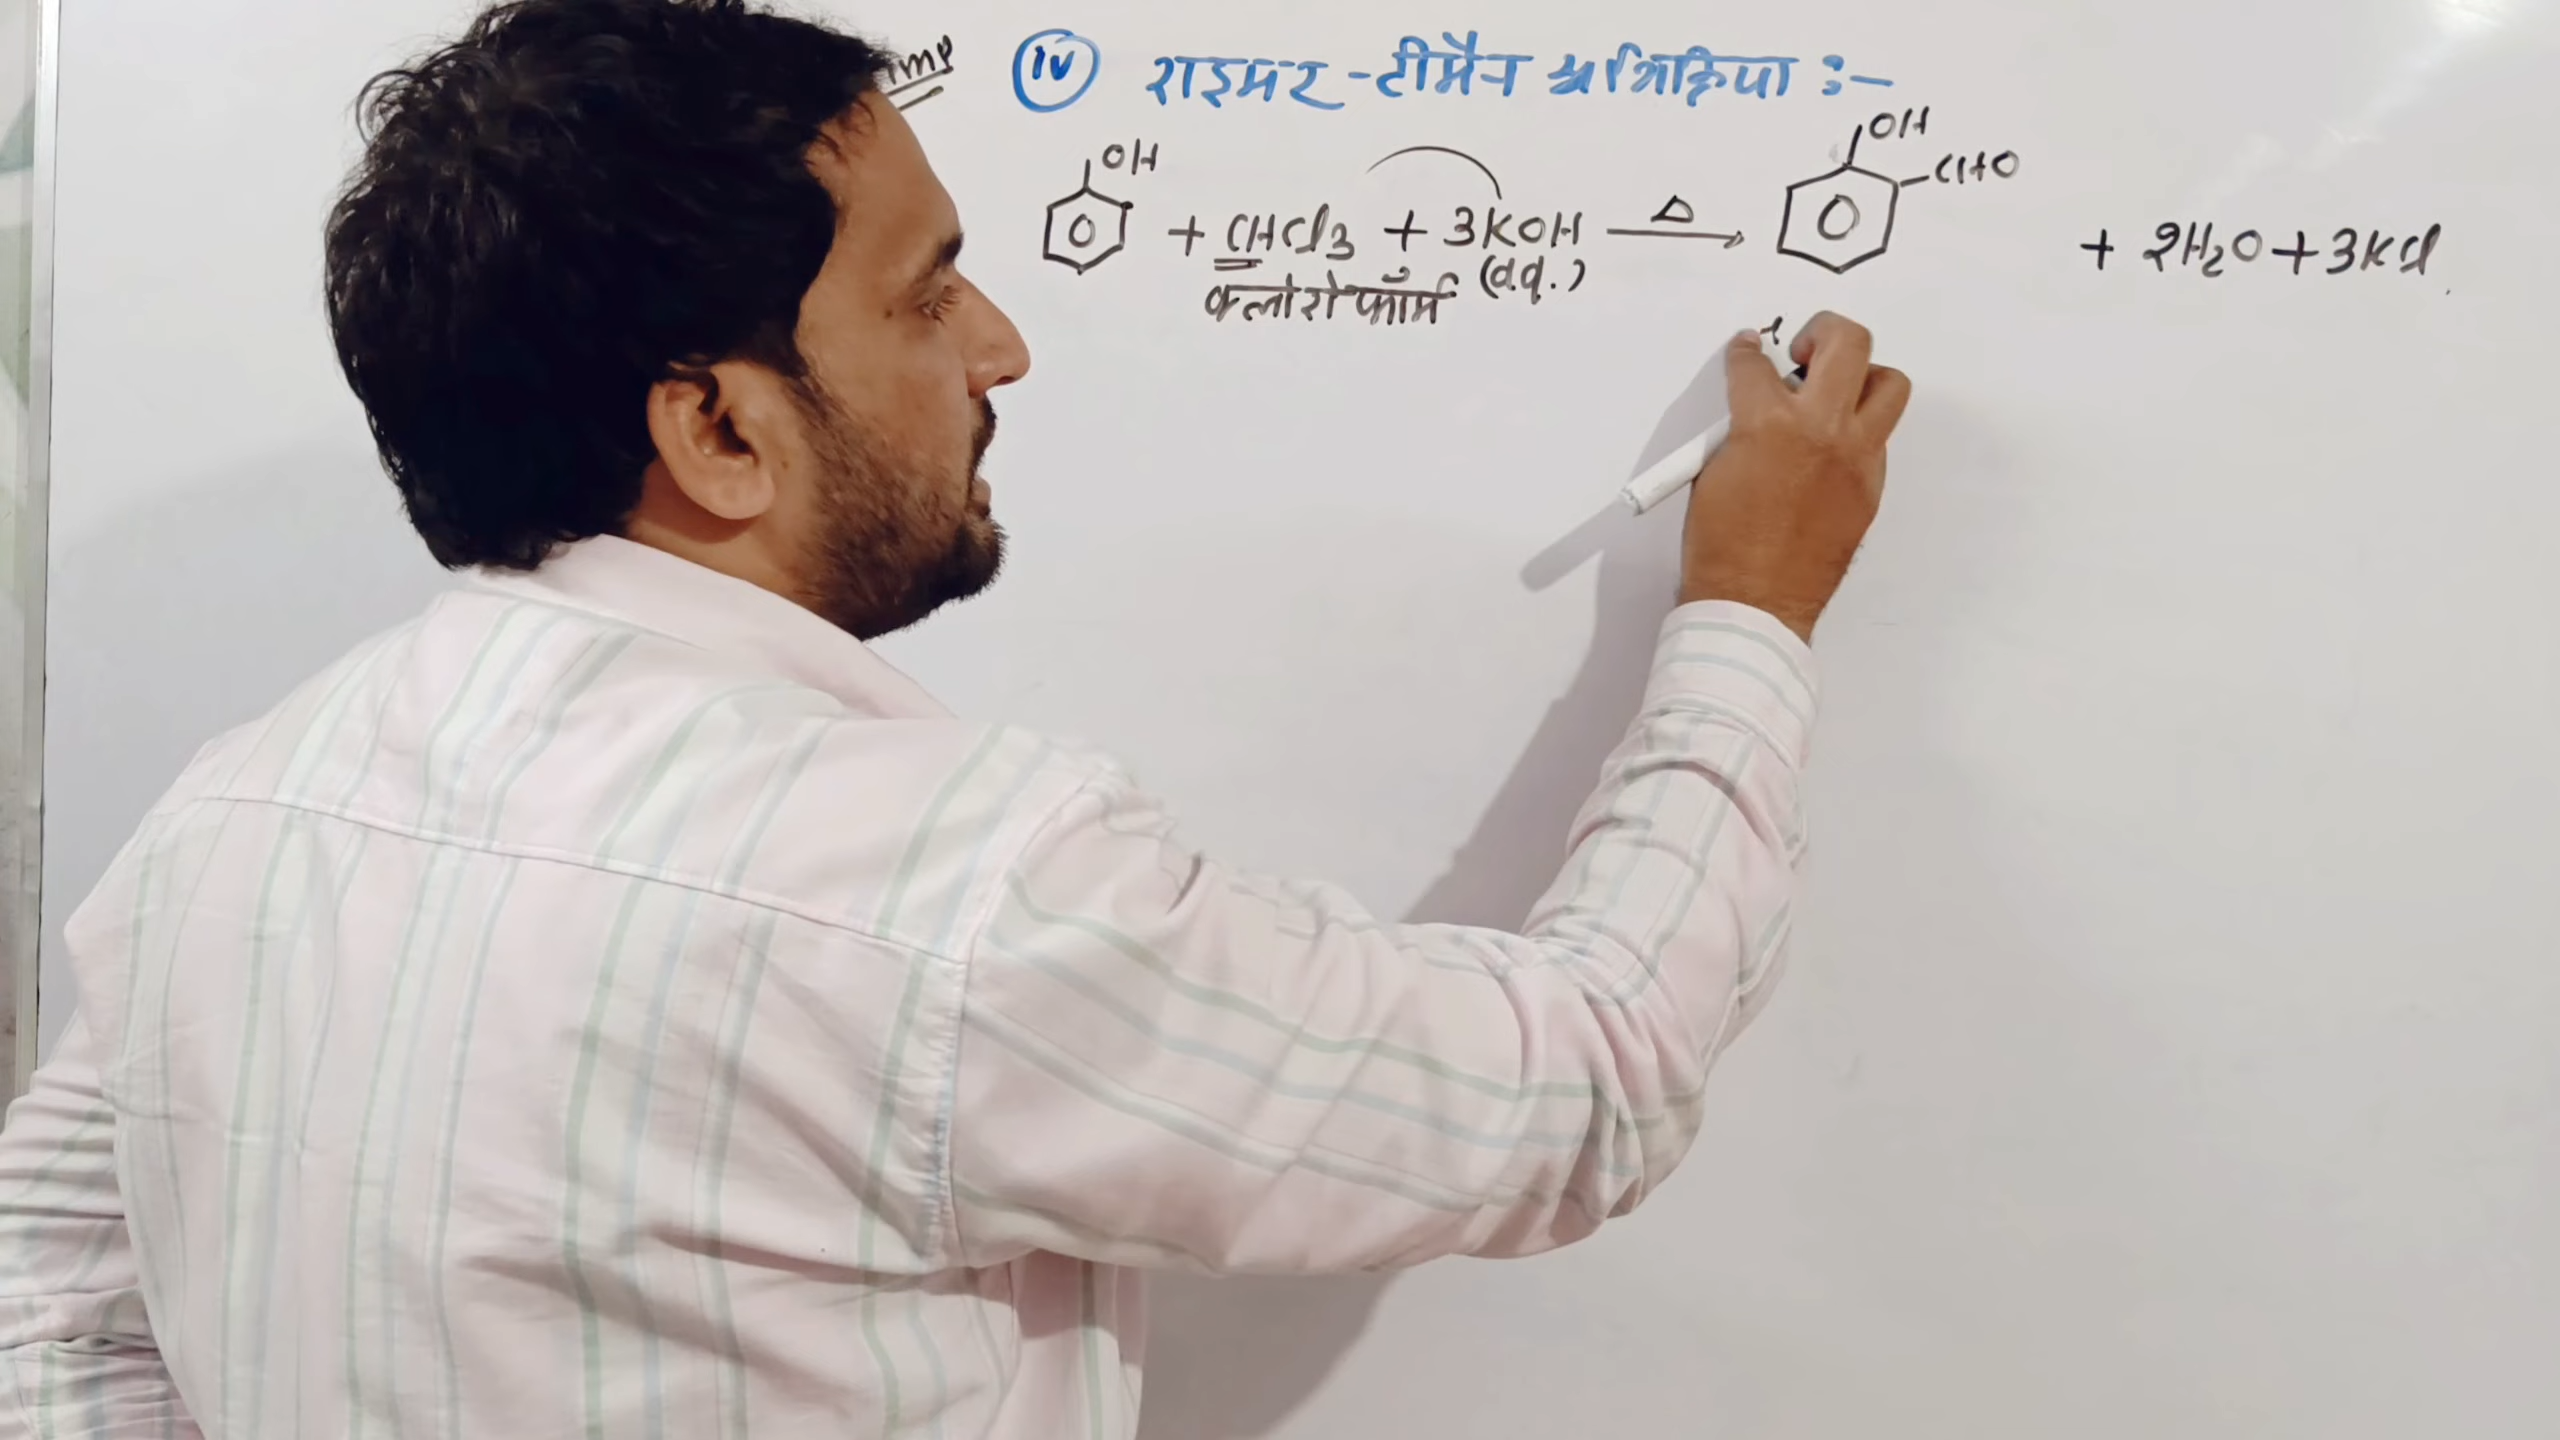 imp (iv) राइमर-टीमैन अभिक्रिया :-
OH OH
CHO
+ CHCl3 + 3KOH Δ + 2H2O + 3KCl
क्लोरोफॉर्म (aq.)